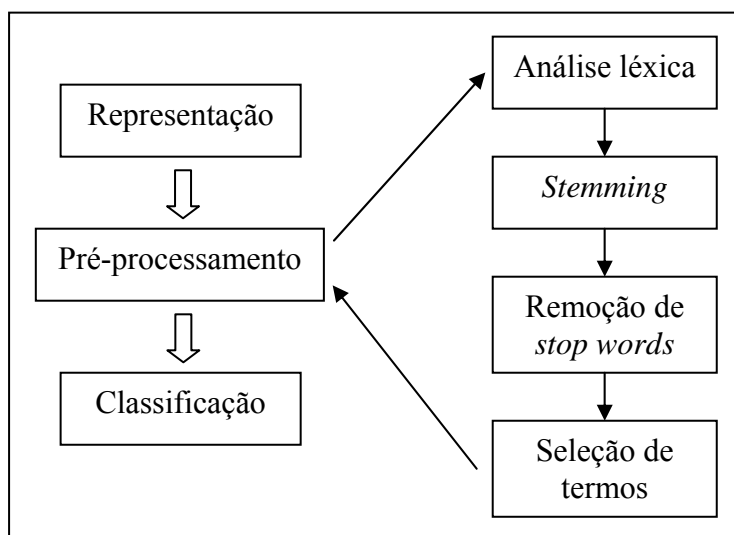 Representação
Pré-processamento
Classificação
Análise léxica
Stemming
Remoção de
stop words
Seleção de
termos